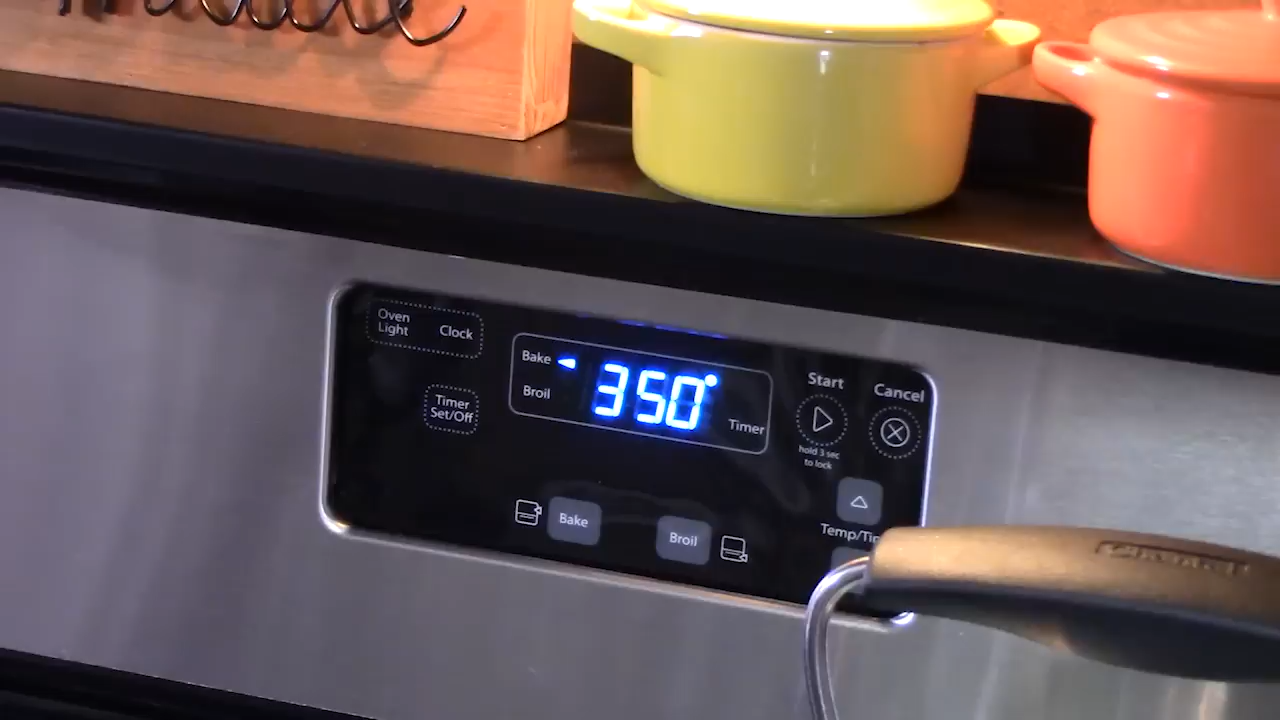 Oven
Light
Clock
Timer
Set/Off
Bake
Broil
350°
Timer
Start
hold 3 sec
to lock
Cancel
Bake
Broil